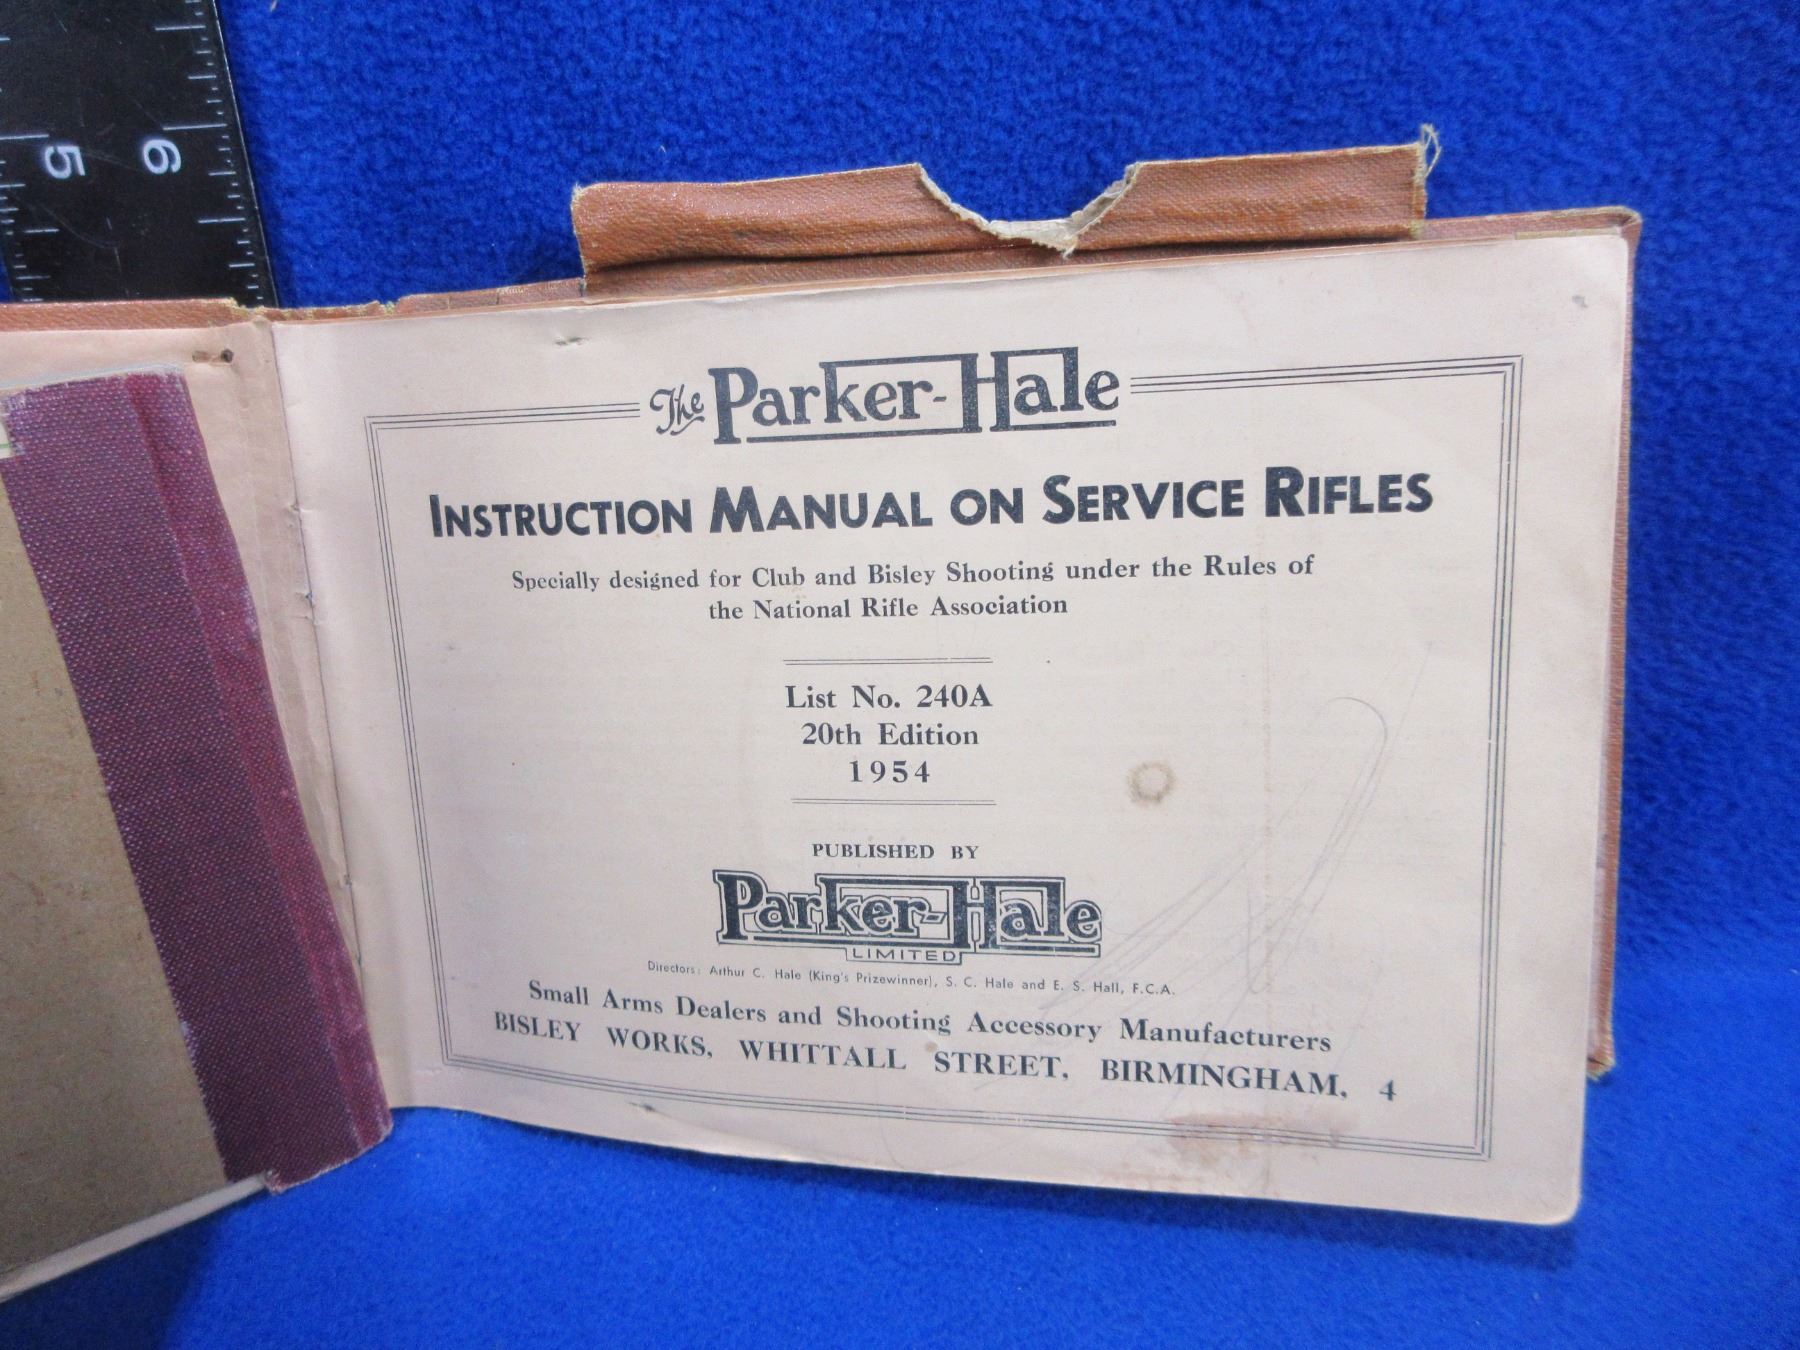 5
6
The Parker-Hale
INSTRUCTION MANUAL ON SERVICE RIFLES
Specially designed for Club and Bisley Shooting under the Rules of
the National Rifle Association
List No. 240A
20th Edition
1954
PUBLISHED BY
Parker-Hale
LIMITED
Directors: Arthur C. Hale (King's Prizewinner), S. C. Hale and E. S. Hall, F.C.A.
Small Arms Dealers and Shooting Accessory Manufacturers
BISLEY WORKS, WHITTALL STREET, BIRMINGHAM, 4